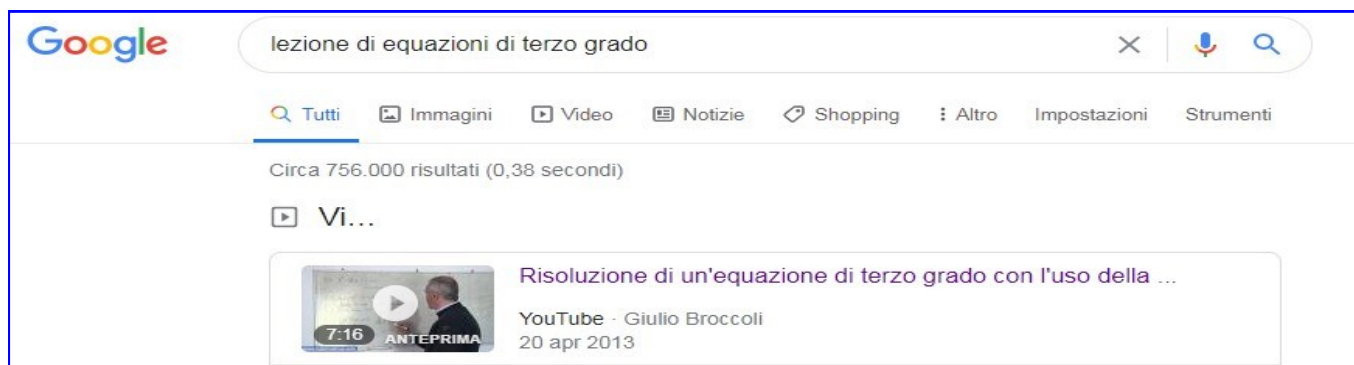 Google lezione di equazioni di terzo grado
Tutti Immagini Video Notizie Shopping Altro Impostazioni Strumenti
Circa 756.000 risultati (0,38 secondi)
Vi...
Risoluzione di un'equazione di terzo grado con l'uso della ...
YouTube · Giulio Broccoli
7:16 ANTEPRIMA
20 apr 2013